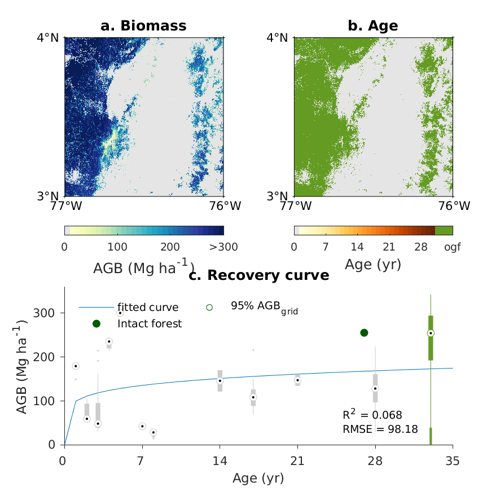 a. Biomass
b. Age
4°N
4°N
3°N
3°N
77°W
76°W
77°W
76°W
0
100
200
>300
0
7
14
21
28
ogf
AGB (Mg ha-1)
Age (yr)
c. Recovery curve
fitted curve
95% AGBgrid
Intact forest
300
200
100
0
AGB (Mg ha-1)
R2 = 0.068
RMSE = 98.18
0
7
14
21
28
35
Age (yr)